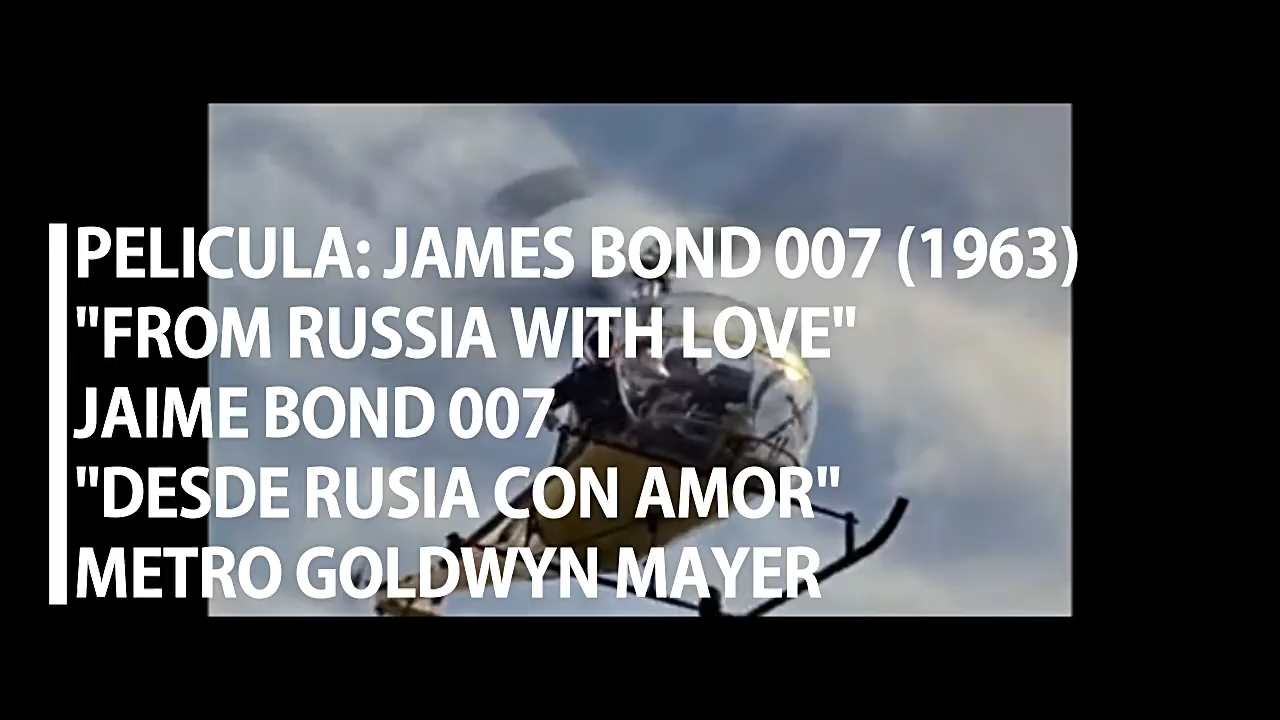 PELICULA: JAMES BOND 007 (1963)
"FROM RUSSIA WITH LOVE"
JAIME BOND 007
"DESDE RUSIA CON AMOR"
METRO GOLDWYN MAYER